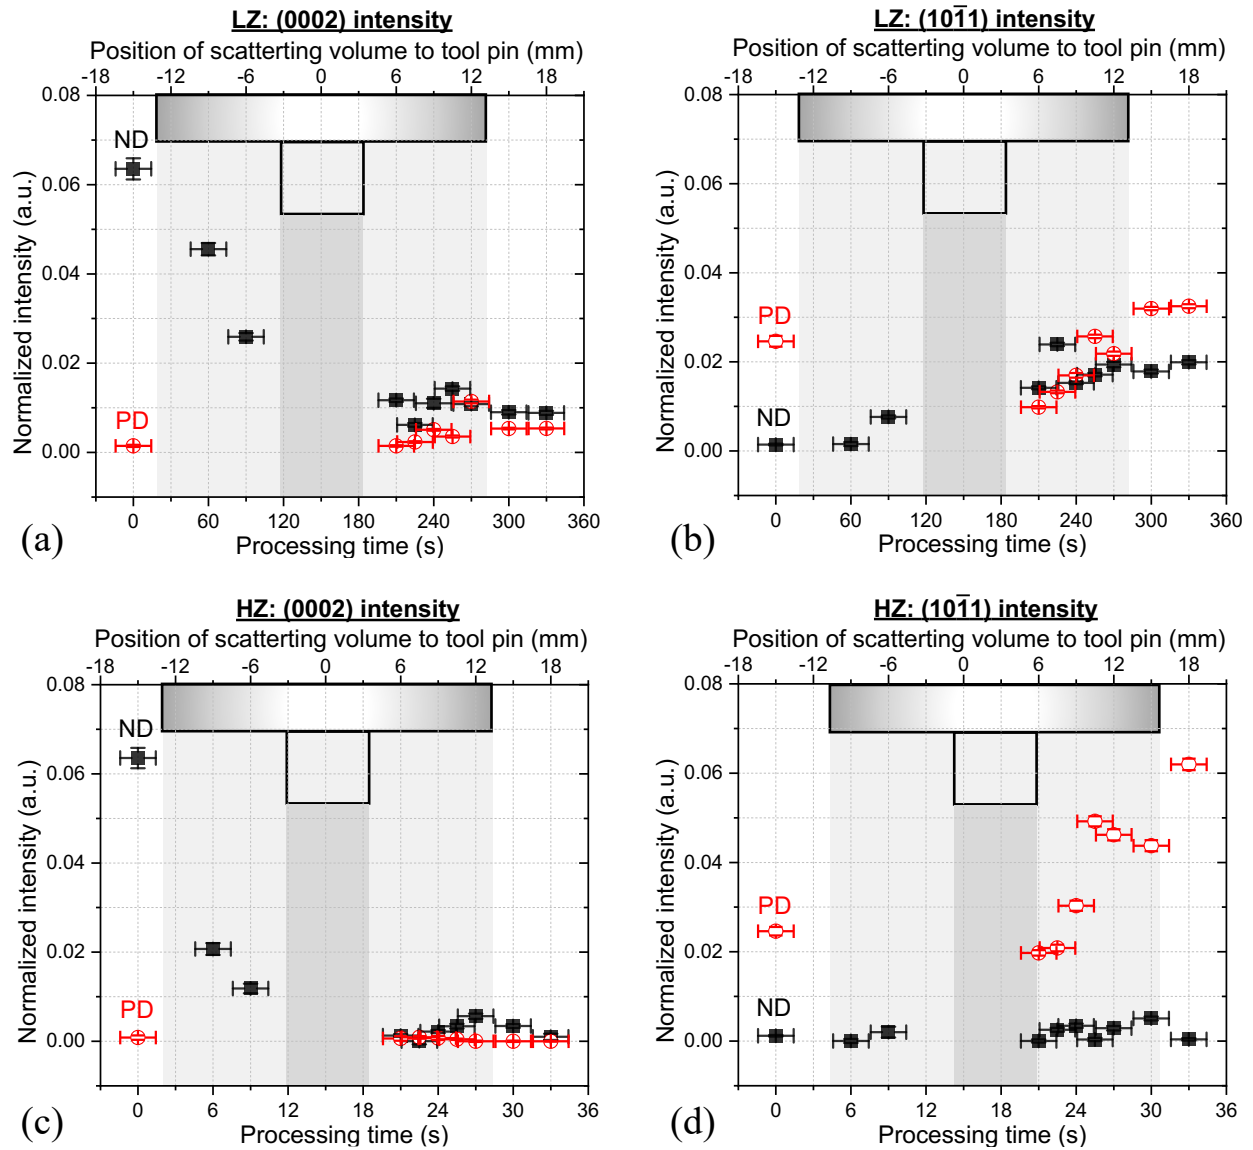 LZ: (0002) intensity
Position of scatterting volume to tool pin (mm)
-18 -12 -6 0 6 12 18
0.08
0.06
0.04
0.02
0.00
Normalized intensity (a.u.)
ND
PD
0 60 120 180 240 300 360
Processing time (s)
(a)
LZ: (101̅1) intensity
Position of scatterting volume to tool pin (mm)
-18 -12 -6 0 6 12 18
0.08
0.06
0.04
0.02
0.00
Normalized intensity (a.u.)
PD
ND
0 60 120 180 240 300 360
Processing time (s)
(b)
HZ: (0002) intensity
Position of scatterting volume to tool pin (mm)
-18 -12 -6 0 6 12 18
0.08
0.06
0.04
0.02
0.00
Normalized intensity (a.u.)
ND
PD
0 6 12 18 24 30 36
Processing time (s)
(c)
HZ: (101̅1) intensity
Position of scatterting volume to tool pin (mm)
-18 -12 -6 0 6 12 18
0.08
0.06
0.04
0.02
0.00
Normalized intensity (a.u.)
PD
ND
0 6 12 18 24 30 36
Processing time (s)
(d)